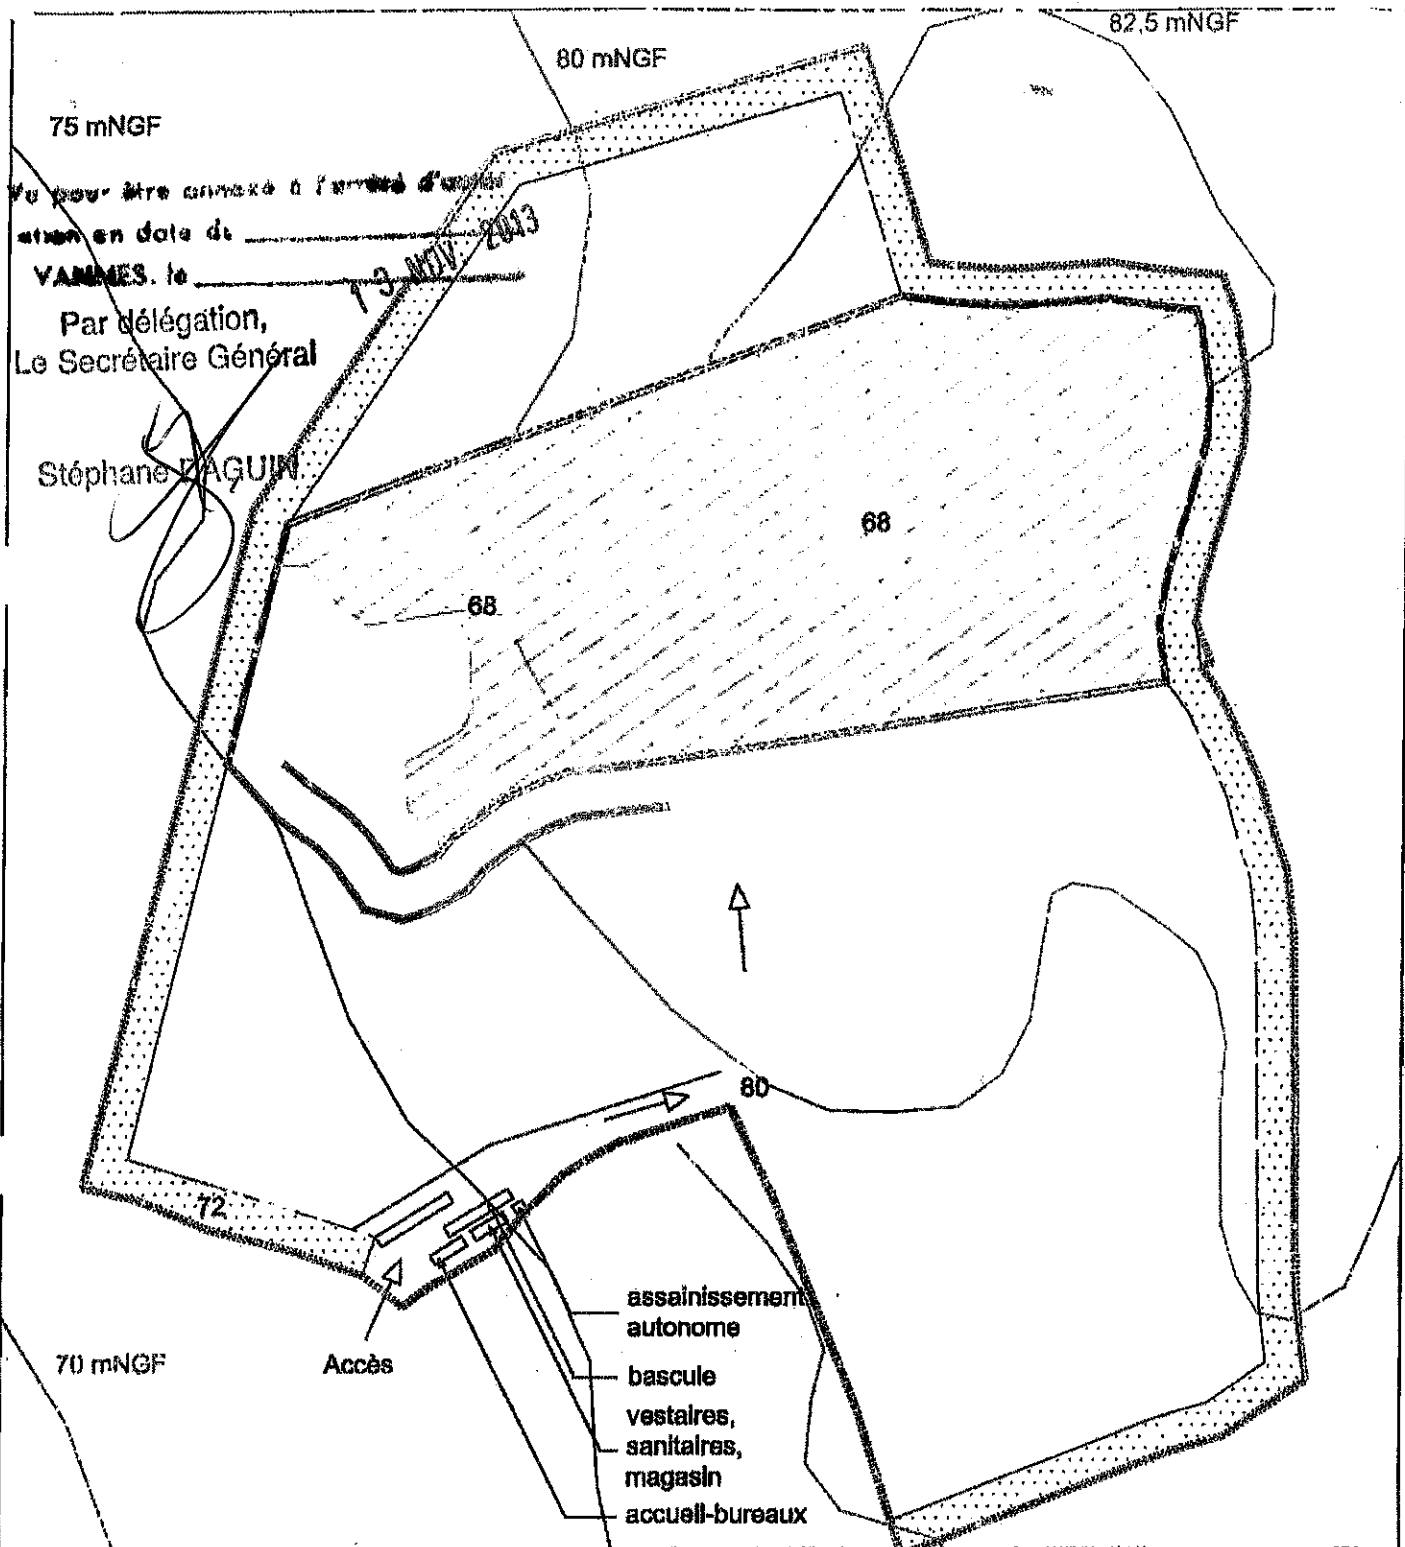 82,5 mNGF
80 mNGF
75 mNGF
Vu pour être annexé à l'arrêté
en date du
VANNES, le
13 NOV. 2013
Par délégation,
Le Secrétaire Général
Stéphane DAGUIN
68
68
80
72
Accès
70 mNGF
assainissement
autonome
bascule
vestaires,
sanitaires,
magasin
accueil-bureaux